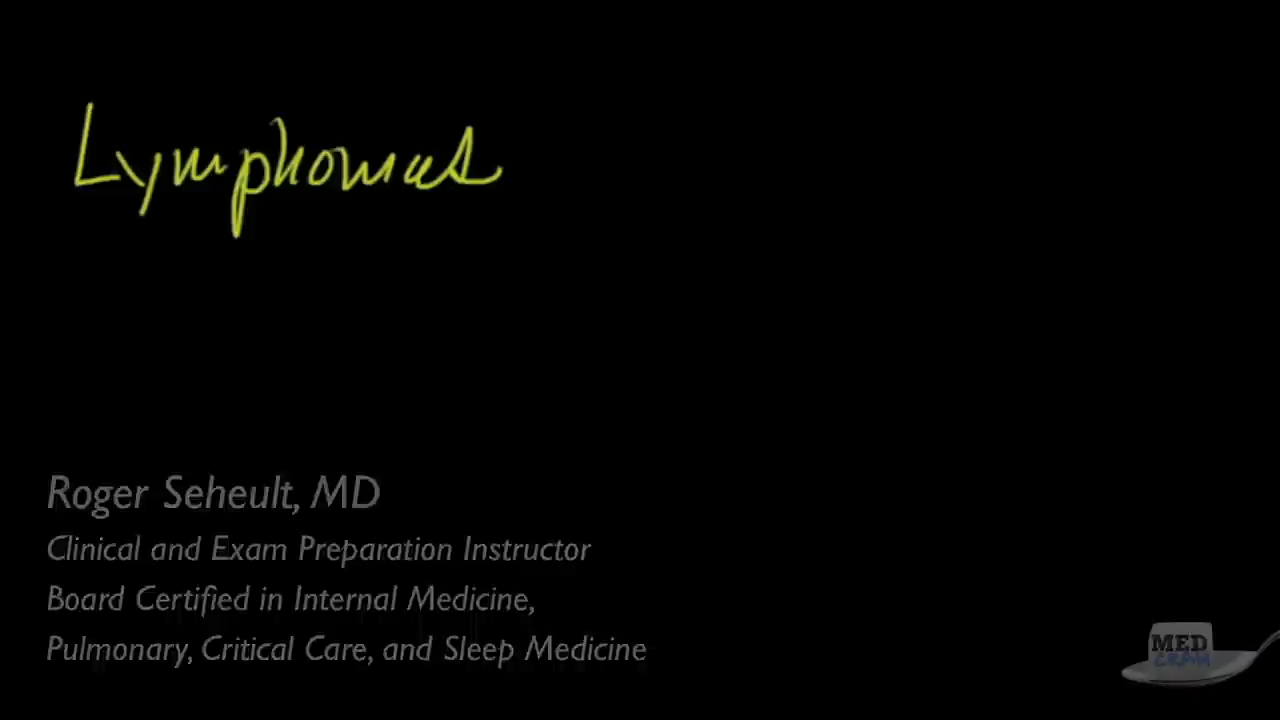 Lymphomas
Roger Seheult, MD
Clinical and Exam Preparation Instructor
Board Certified in Internal Medicine,
Pulmonary, Critical Care, and Sleep Medicine
MED
CRAM